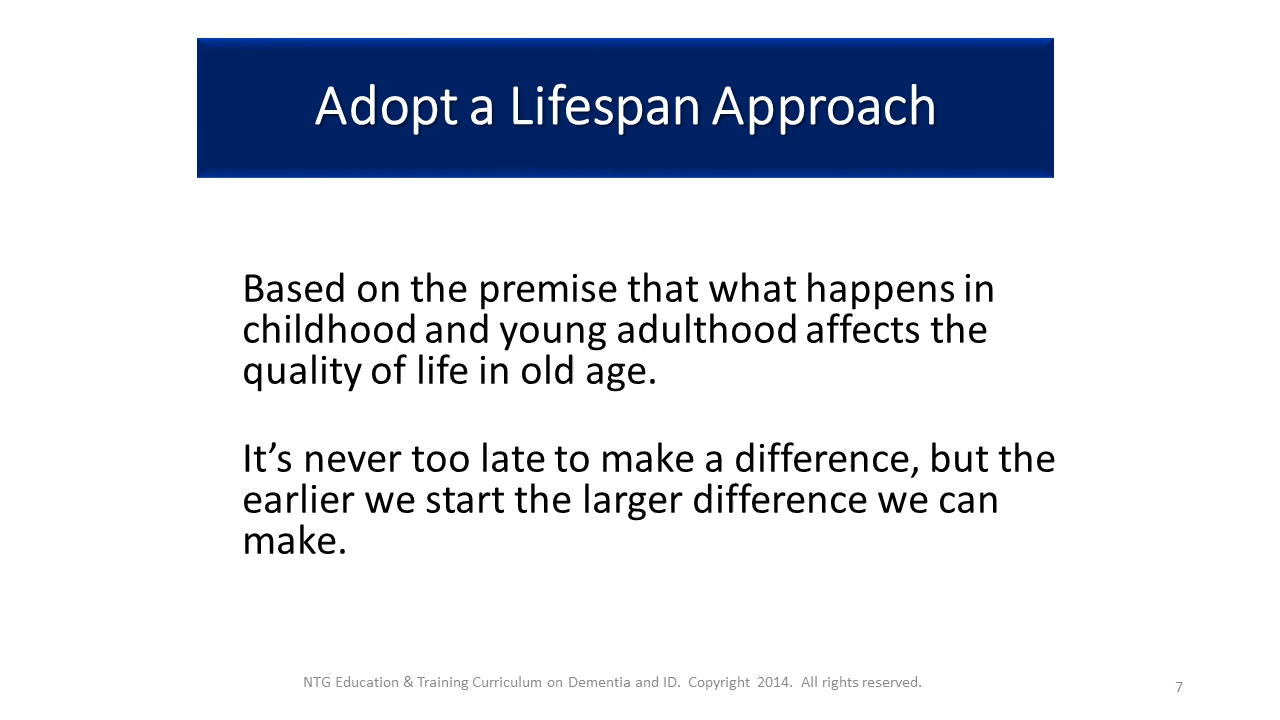 Adopt a Lifespan Approach
Based on the premise that what happens in
childhood and young adulthood affects the
quality of life in old age.
It’s never too late to make a difference, but the
earlier we start the larger difference we can
make.
NTG Education & Training Curriculum on Dementia and ID. Copyright 2014. All rights reserved.
7